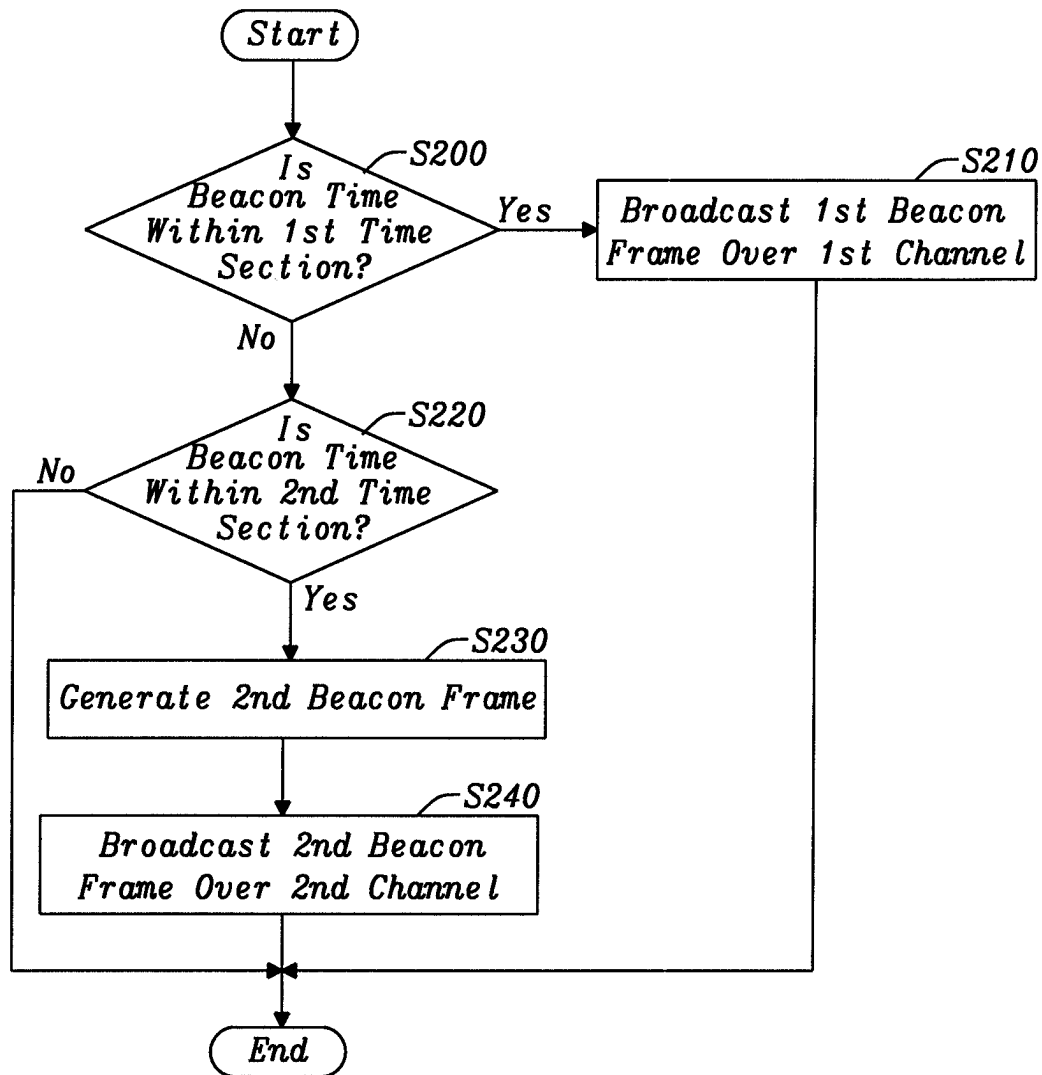 Start
S200
Is
Beacon Time
Within 1st Time
Section?
Yes
S210
Broadcast 1st Beacon
Frame Over 1st Channel
No
S220
Is
Beacon Time
Within 2nd Time
Section?
No
Yes
S230
Generate 2nd Beacon Frame
S240
Broadcast 2nd Beacon
Frame Over 2nd Channel
End